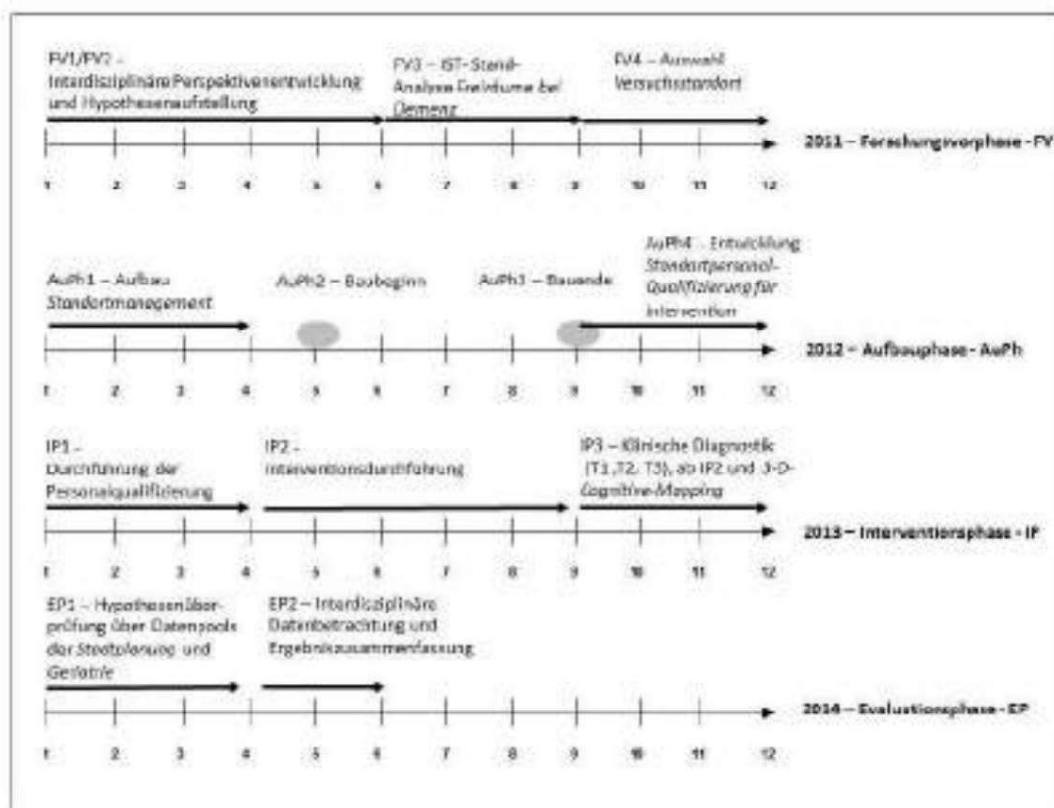 FV1/FV2 –
Interdisziplinäre Perspektivenentwicklung
und Hypothesenaufstellung
FV3 – IST-Stand-
Analyse Freiräume bei
Demenz
FV4 – Auswahl
Versuchsstandort
2011 – Forschungsvorphase - FV
1 2 3 4 5 6 7 8 9 10 11 12
AuPh1 – Aufbau
Standortmanagement
AuPh2 – Baubeginn
AuPh3 – Bauende
AuPh4 – Entwicklung
Standortpersonal-
Qualifizierung für
Intervention
2012 – Aufbauphase - AuPh
1 2 3 4 5 6 7 8 9 10 11 12
IP1 –
Durchführung der
Personalqualifizierung
IP2 –
Interventionsdurchführung
IP3 – Klinische Diagnostik
(T1, T2, T3), ab IP2 und 3-D-
Cognitive-Mapping
2013 – Interventionsphase - IP
1 2 3 4 5 6 7 8 9 10 11 12
EP1 – Hypothesenüber-
prüfung über Datenpools
der Stadtplanung und
Geriatrie
EP2 – Interdisziplinäre
Datenbetrachtung und
Ergebniszusammenfassung
2014 – Evaluationsphase - EP
1 2 3 4 5 6 7 8 9 10 11 12